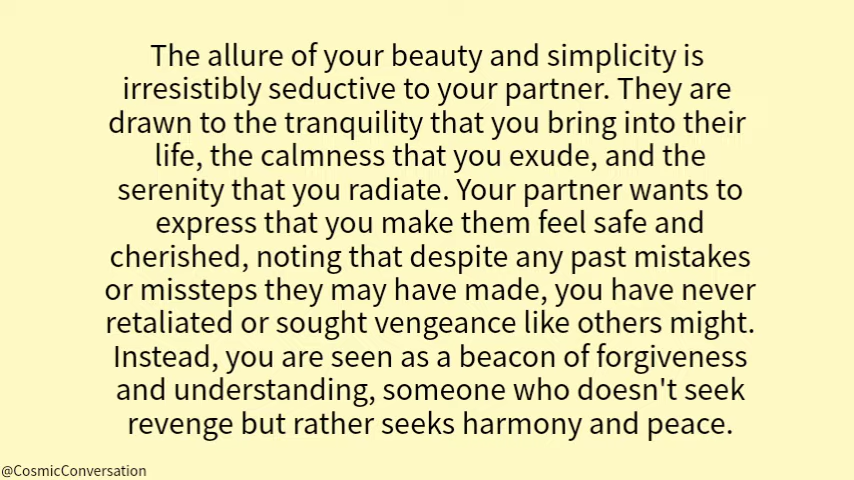 The allure of your beauty and simplicity is
irresistibly seductive to your partner. They are
drawn to the tranquility that you bring into their
life, the calmness that you exude, and the
serenity that you radiate. Your partner wants to
express that you make them feel safe and
cherished, noting that despite any past mistakes
or missteps they may have made, you have never
retaliated or sought vengeance like others might.
Instead, you are seen as a beacon of forgiveness
and understanding, someone who doesn't seek
revenge but rather seeks harmony and peace.
@CosmicConversation